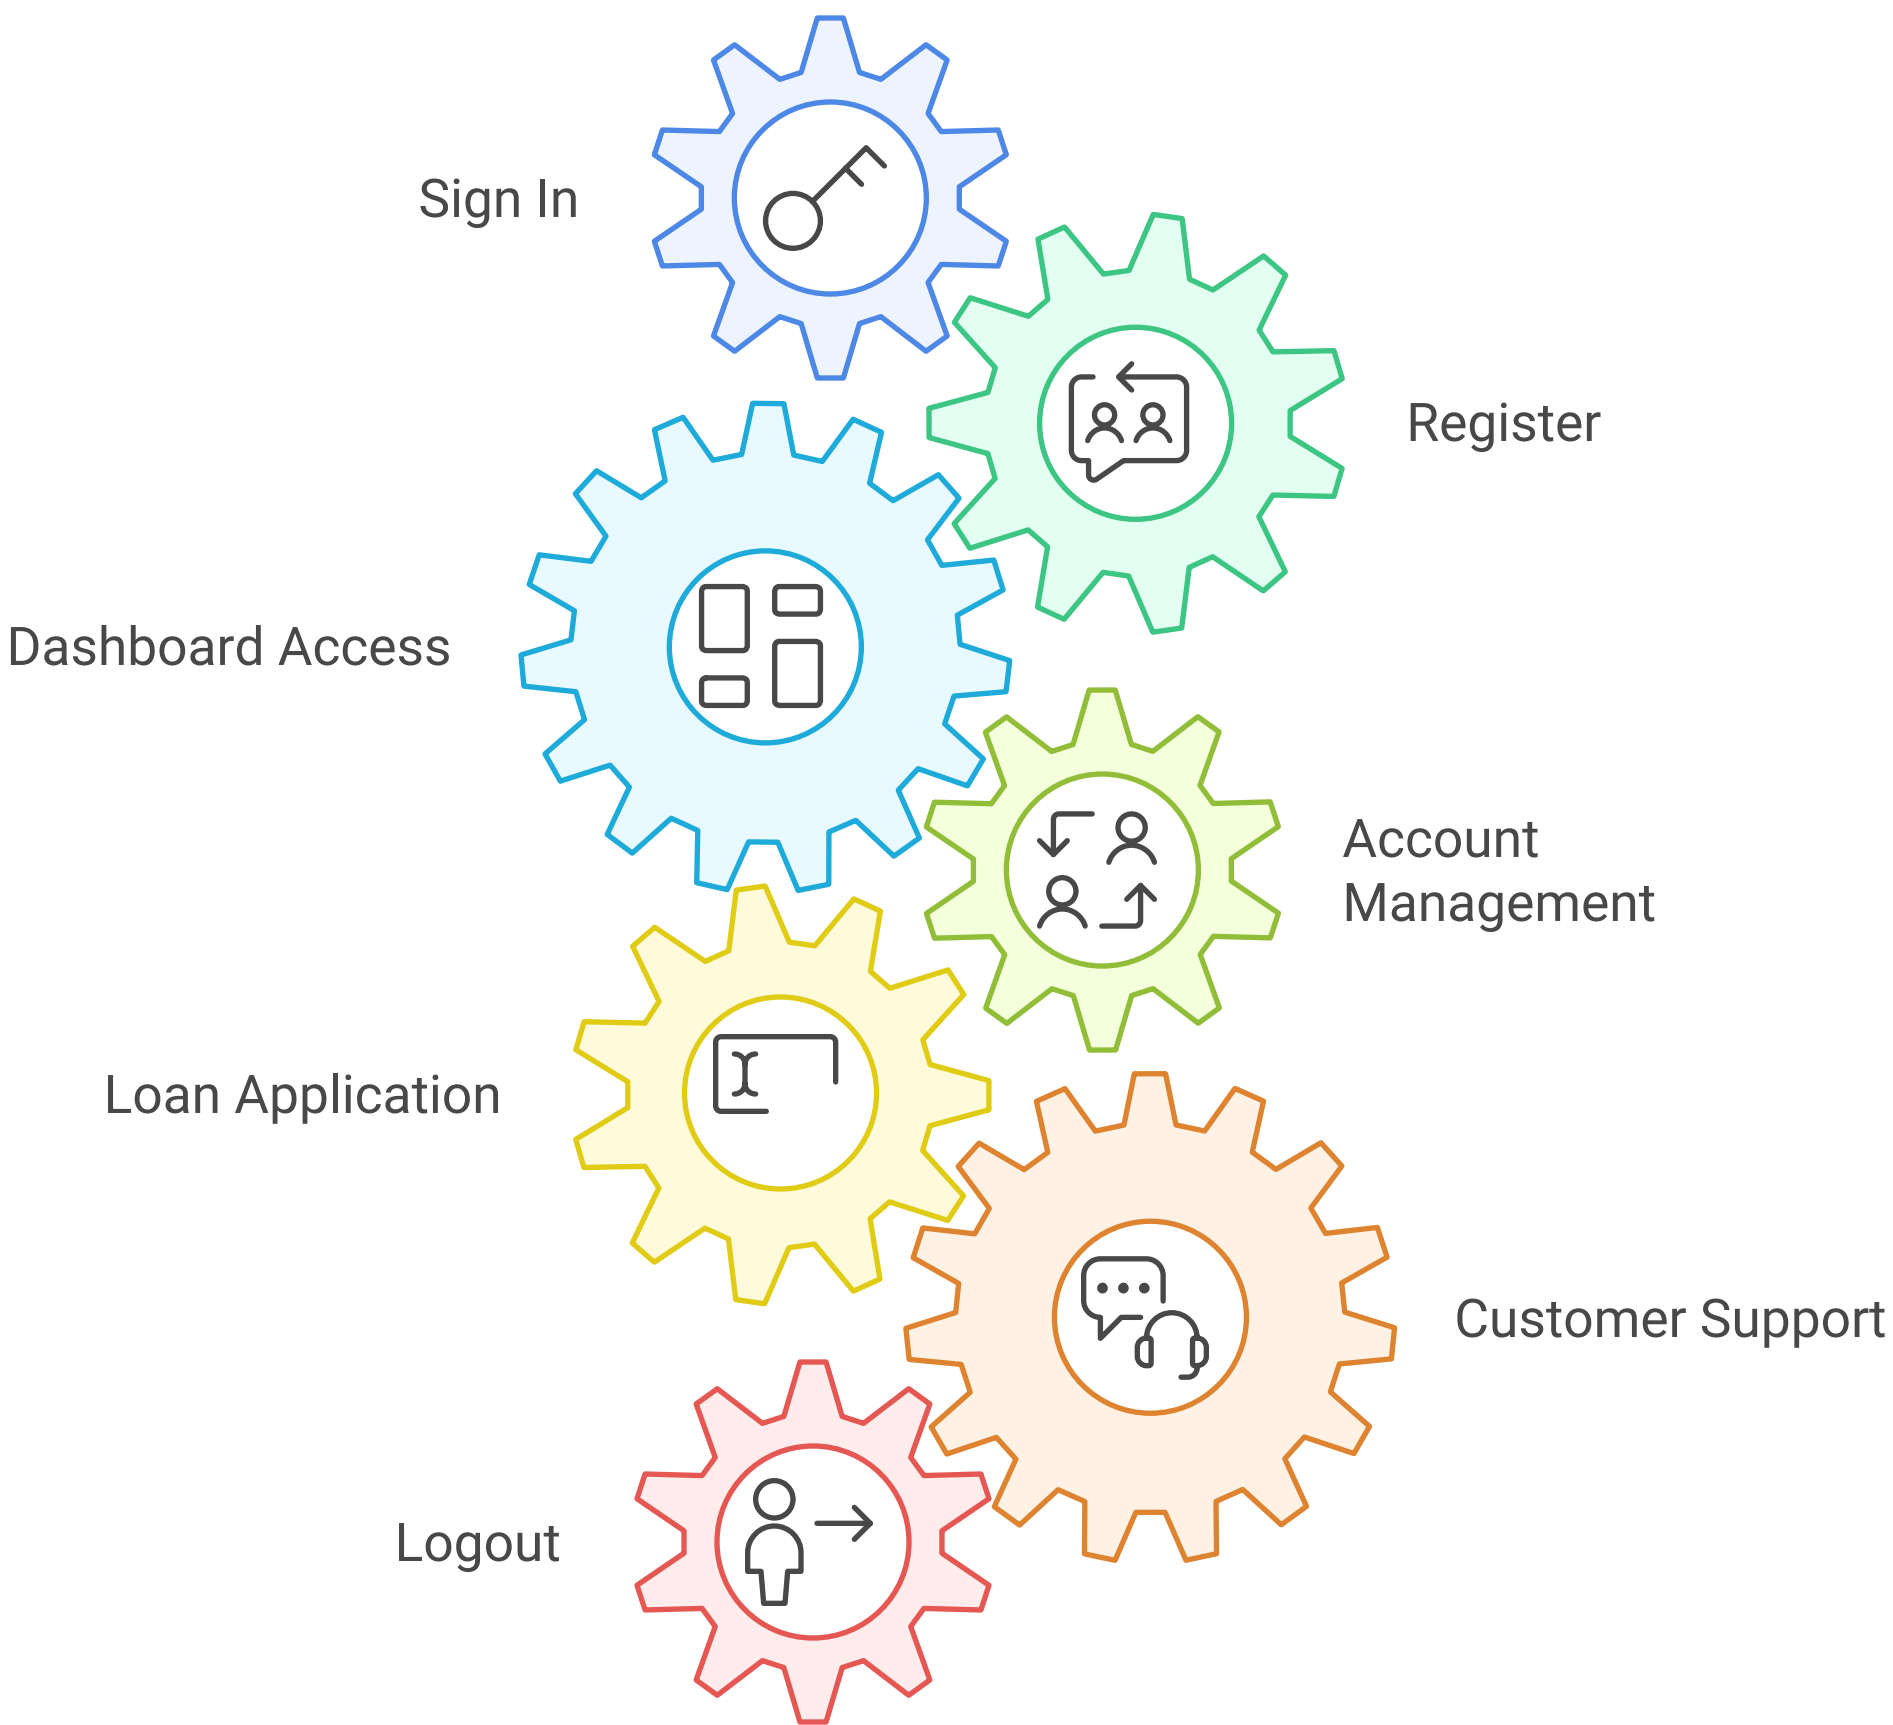 Sign In
Register
Dashboard Access
Account
Management
Loan Application
Customer Support
Logout